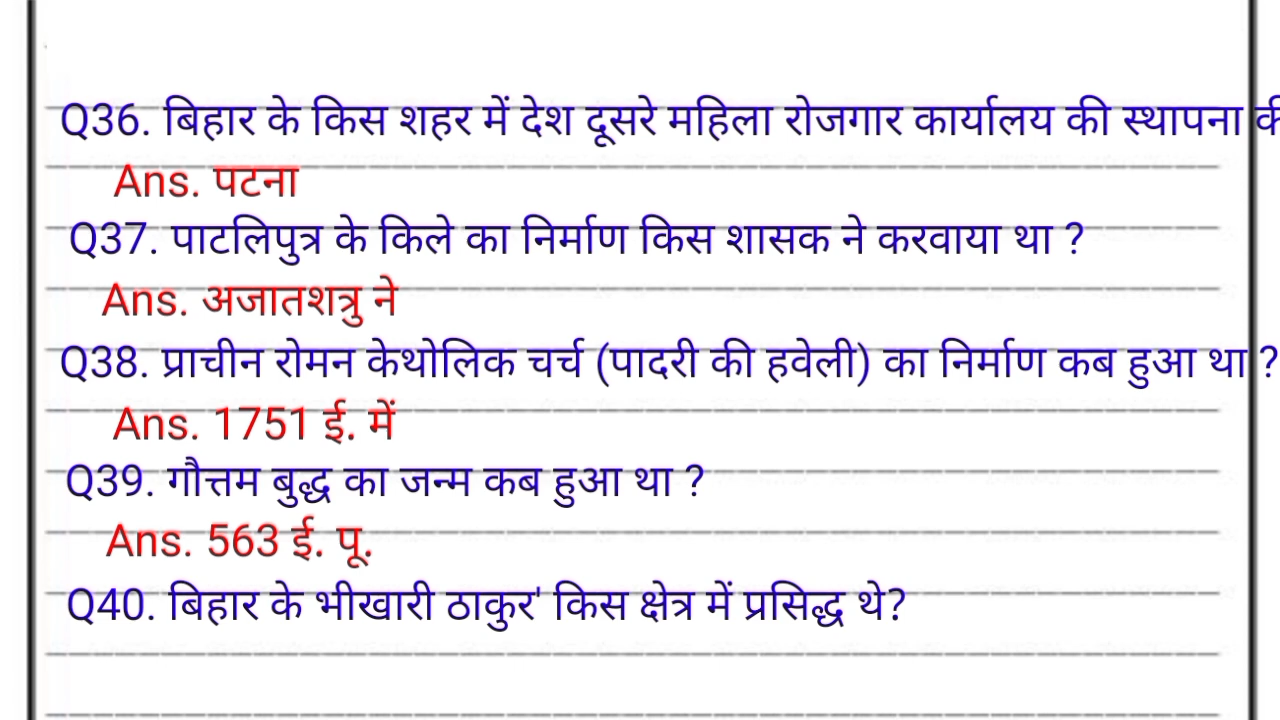 Q36. बिहार के किस शहर में देश दूसरे महिला रोजगार कार्यालय की स्थापना की
Ans. पटना
Q37. पाटलिपुत्र के किले का निर्माण किस शासक ने करवाया था ?
Ans. अजातशत्रु ने
Q38. प्राचीन रोमन केथोलिक चर्च (पादरी की हवेली) का निर्माण कब हुआ था ?
Ans. 1751 ई. में
Q39. गौत्तम बुद्ध का जन्म कब हुआ था ?
Ans. 563 ई. पू.
Q40. बिहार के भीखारी ठाकुर' किस क्षेत्र में प्रसिद्ध थे?